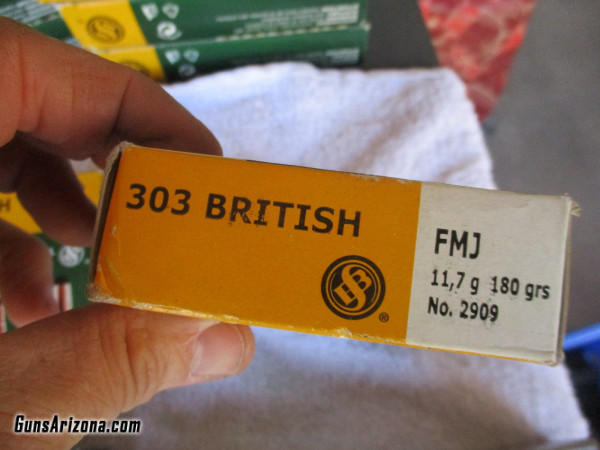 303 BRITISH
FMJ
11,7 g 180 grs
No. 2909
S&B
®
GunsArizona.com